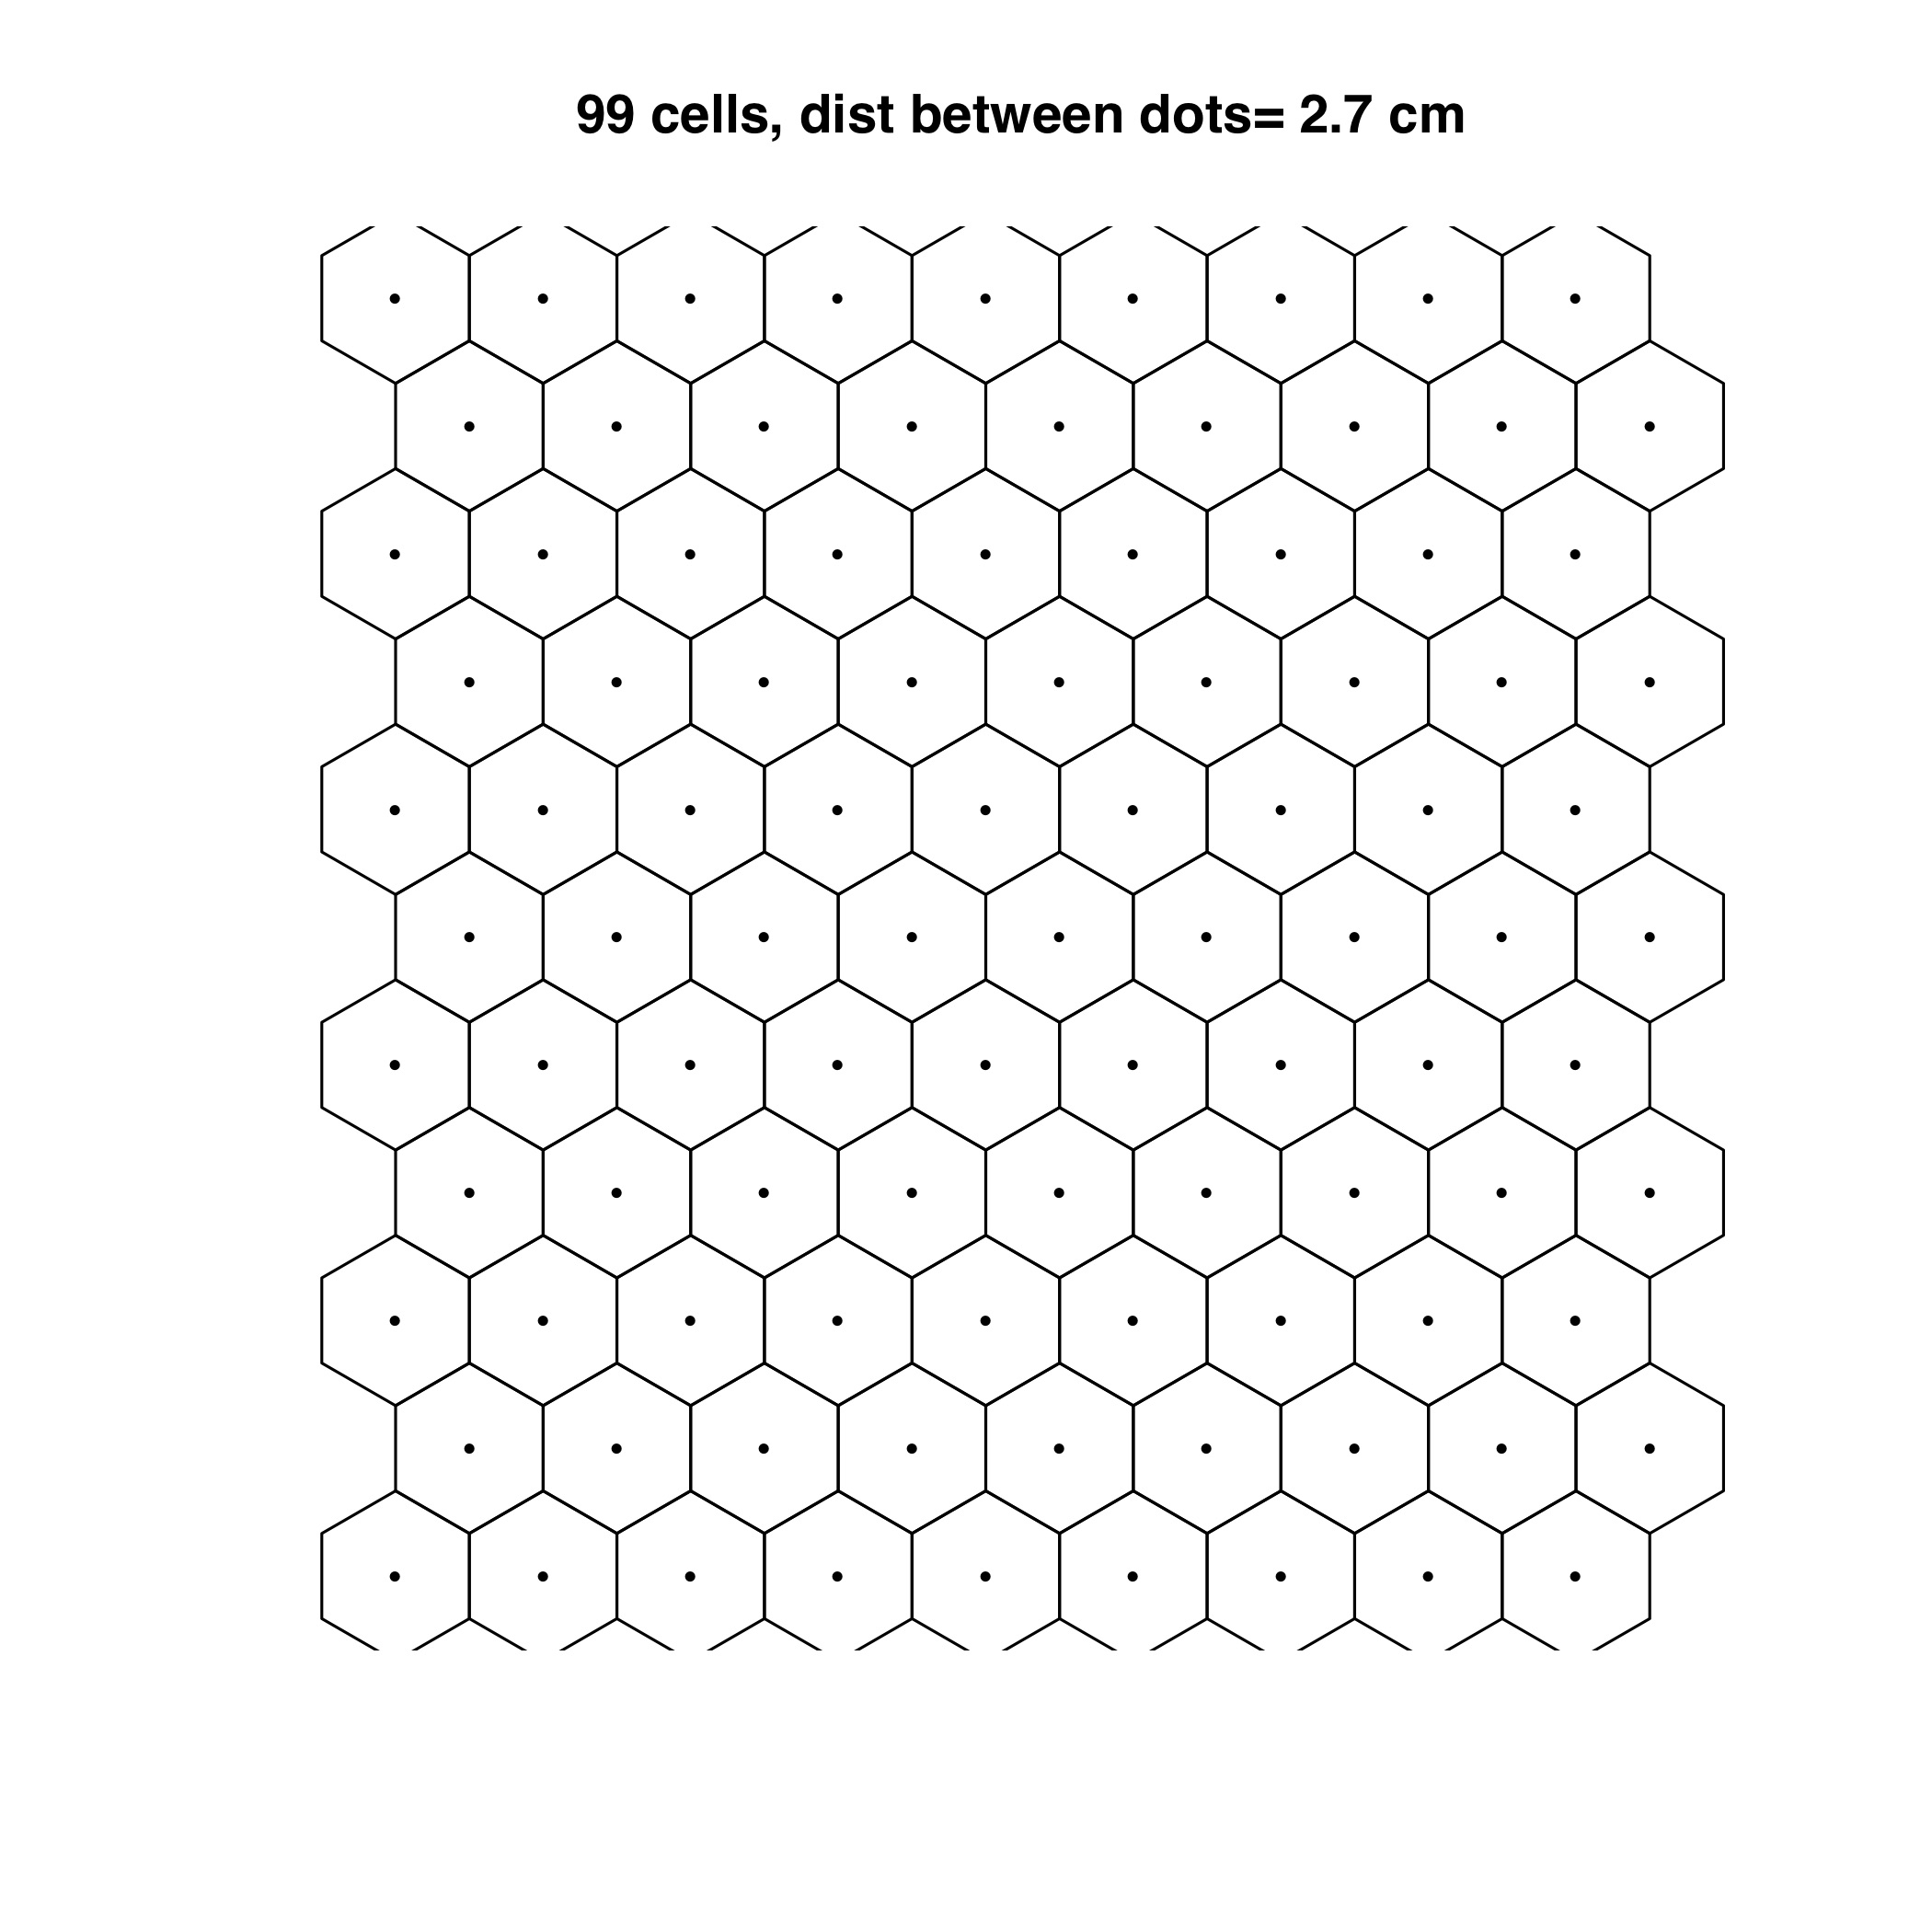 99 cells, dist between dots= 2.7 cm